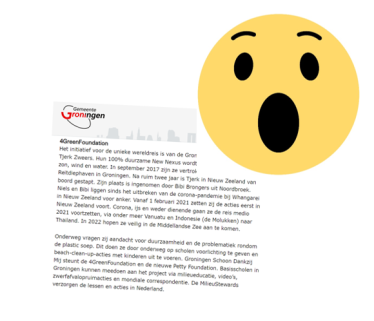 Gemeente
Groningen
4GreenFoundation
Het initiatief voor de unieke wereldreis is van de Gron
Tjerk Zweers. Hun 100% duurzame New Nexus wordt
zon, wind en water. In september 2017 zijn ze vertrok
Reitdiephaven in Groningen. Na ruim twee jaar is Tjerk in Nieuw Zeeland van
boord gestapt. Zijn plaats is ingenomen door Bibi Brongers uit Noordbroek.
Niels en Bibi liggen sinds het uitbreken van de corona-pandemie bij Whangarei
in Nieuw Zeeland voor anker. Vanaf 1 februari 2021 zetten zij de acties eerst in
Nieuw Zeeland voort. Corona, ijs en weder dienende gaan ze de reis medio
2021 voortzetten, via onder meer Vanuatu en Indonesie (de Molukken) naar
Thailand. In 2022 hopen ze veilig in de Middellandse Zee aan te komen.
Onderweg vragen zij aandacht voor duurzaamheid en de problematiek rondom
de plastic soep. Dit doen ze door onderweg op scholen voorlichting te geven en
beach-clean-up-acties met kinderen uit te voeren. Groningen Schoon Denkzij
Mij steunt de 4GreenFoundation en de nieuwe Petty Foundation. Basisscholen in
Groningen kunnen meedoen aan het project via milieueducatie, video's,
zwerfafvalopruimacties en mondiale correspondentie. De MilieuStewards
verzorgen de lessen en acties in Nederland.